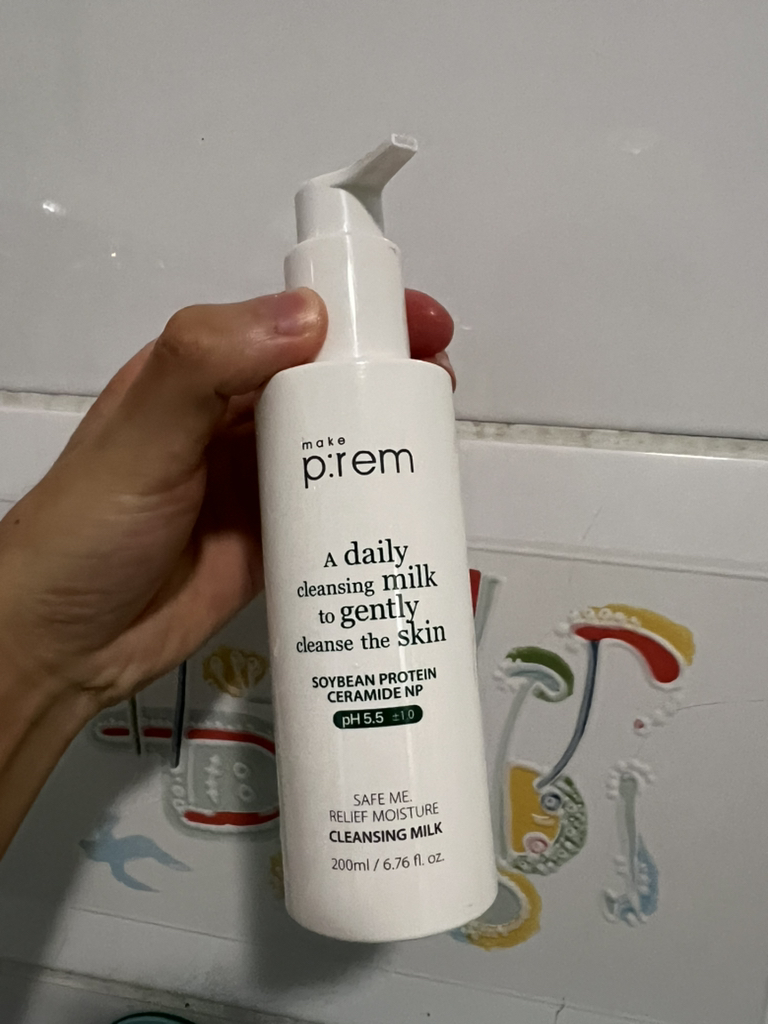 make
p:rem
A daily
cleansing milk
to gently
cleanse the skin
SOYBEAN PROTEIN
CERAMIDE NP
pH 5.5 ±1.0
SAFE ME.
RELIEF MOISTURE
CLEANSING MILK
200ml / 6.76 fl. oz.